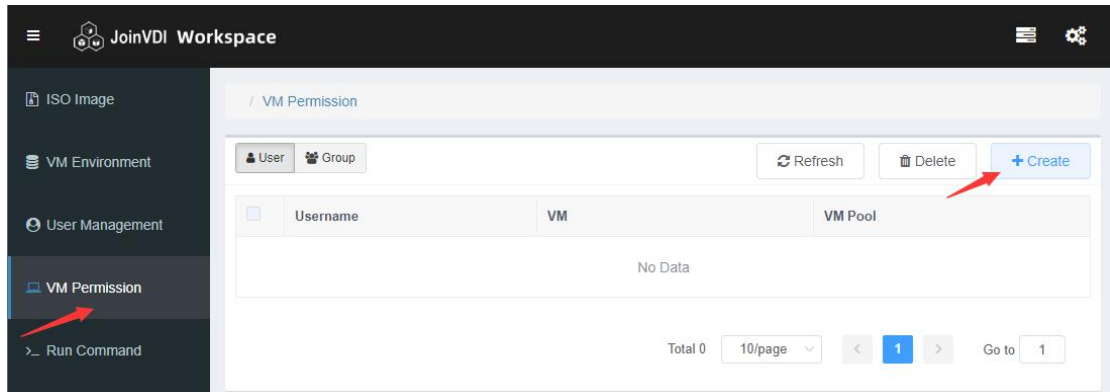 JoinVDI Workspace
ISO Image
VM Environment
User Management
VM Permission
>_ Run Command
/ VM Permission
User Group
Refresh Delete + Create
Username VM VM Pool
No Data
Total 0 10/page < 1 > Go to 1